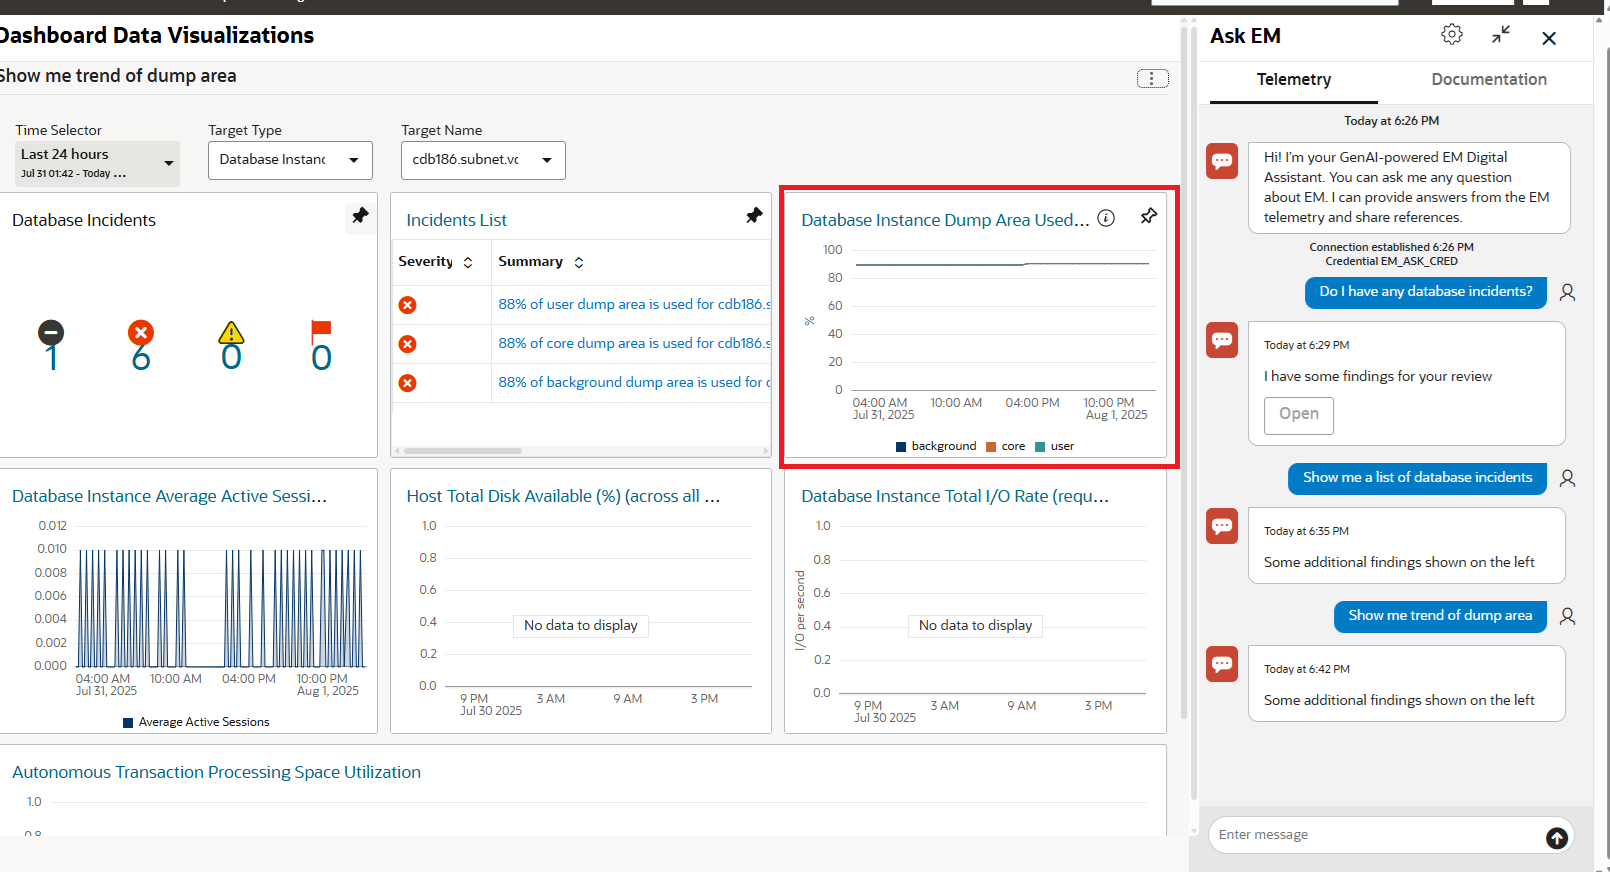 Dashboard Data Visualizations
Show me trend of dump area
Time Selector
Last 24 hours
Jul 31 01:42 - Today ...
Target Type
Database Instanc
Target Name
cdb186.subnet.vc
Database Incidents
1
6
0
0
Incidents List
Severity
Summary
88% of user dump area is used for cdb186.s
88% of core dump area is used for cdb186.s
88% of background dump area is used for c
Database Instance Dump Area Used...
100
80
60
40
20
0
%
04:00 AM
Jul 31, 2025
10:00 AM
04:00 PM
10:00 PM
Aug 1, 2025
background
core
user
Database Instance Average Active Sessi...
0.012
0.010
0.008
0.006
0.004
0.002
0.000
04:00 AM
Jul 31, 2025
10:00 AM
04:00 PM
10:00 PM
Aug 1, 2025
Average Active Sessions
Host Total Disk Available (%) (across all ...
1.0
0.8
0.6
0.4
0.2
0.0
No data to display
9 PM
Jul 30 2025
3 AM
9 AM
3 PM
Database Instance Total I/O Rate (requ...
1.0
0.8
0.6
0.4
0.2
0.0
I/O per second
No data to display
9 PM
Jul 30 2025
3 AM
9 AM
3 PM
Autonomous Transaction Processing Space Utilization
1.0
0.8
Ask EM
Telemetry
Documentation
Today at 6:26 PM
Hi! I'm your GenAI-powered EM Digital
Assistant. You can ask me any question
about EM. I can provide answers from the EM
telemetry and share references.
Connection established 6:26 PM
Credential EM_ASK_CRED
Do I have any database incidents?
Today at 6:29 PM
I have some findings for your review
Open
Show me a list of database incidents
Today at 6:35 PM
Some additional findings shown on the left
Show me trend of dump area
Today at 6:42 PM
Some additional findings shown on the left
Enter message